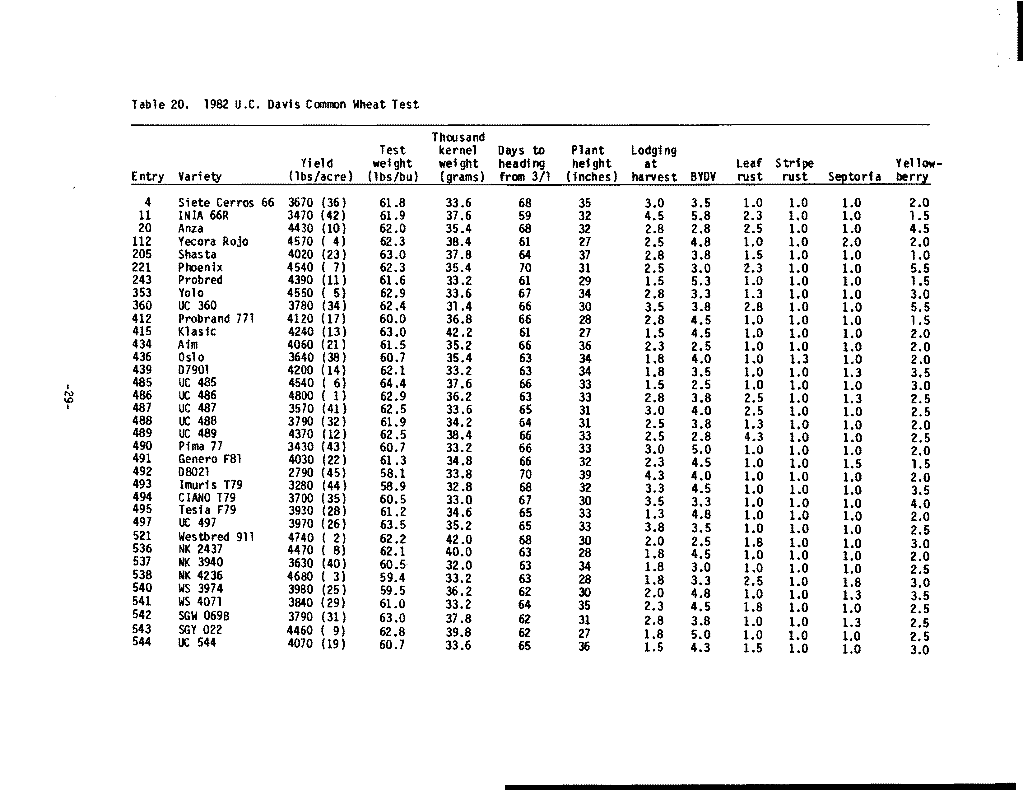 Table 20. 1982 U.C. Davis Common Wheat Test
Thousand
Test kernel Days to Plant Lodging
Yield weight weight heading height at Leaf Stripe Yellow-
Entry Variety (lbs/acre) (lbs/bu) (grams) from 3/1 (inches) harvest BYDV rust rust Septoria berry
4 Siete Cerros 66 3670 (36) 61.8 33.6 68 35 3.0 3.5 1.0 1.0 1.0 2.0
11 INIA 66R 3470 (42) 61.9 37.6 59 32 4.5 5.8 2.3 1.0 1.0 1.5
20 Anza 4430 (10) 62.0 35.4 68 32 2.8 2.8 2.5 1.0 1.0 4.5
112 Yecora Rojo 4570 ( 4) 62.3 38.4 61 27 2.5 4.8 1.0 1.0 2.0 2.0
205 Shasta 4020 (23) 63.0 37.8 64 37 2.8 3.8 1.5 1.0 1.0 1.0
221 Phoenix 4540 ( 7) 62.3 35.4 70 31 2.5 3.0 2.3 1.0 1.0 5.5
243 Probred 4390 (11) 61.6 33.2 61 29 1.5 5.3 1.0 1.0 1.0 1.5
353 Yolo 4550 ( 5) 62.9 33.6 67 34 2.8 3.3 1.3 1.0 1.0 3.0
360 UC 360 3780 (34) 62.4 31.4 66 30 3.5 3.8 2.8 1.0 1.0 5.5
412 Probrand 771 4120 (17) 60.0 36.8 66 28 2.8 4.5 1.0 1.0 1.0 1.5
415 Klasic 4240 (13) 63.0 42.2 61 27 1.5 4.5 1.0 1.0 1.0 2.0
434 Aim 4060 (21) 61.5 35.2 66 36 2.3 2.5 1.0 1.0 1.0 2.0
436 Oslo 3640 (38) 60.7 35.4 63 34 1.8 4.0 1.0 1.3 1.0 2.0
439 D7901 4200 (14) 62.1 33.2 63 34 1.8 3.5 1.0 1.0 1.3 3.5
485 UC 485 4540 ( 6) 64.4 37.6 66 33 1.5 2.5 1.0 1.0 1.0 3.0
486 UC 486 4800 ( 1) 62.9 36.2 63 33 2.8 3.8 2.5 1.0 1.3 2.5
487 UC 487 3570 (41) 62.5 33.6 65 31 3.0 4.0 2.5 1.0 1.0 2.5
488 UC 488 3790 (32) 61.9 34.2 64 31 2.5 3.8 1.3 1.0 1.0 2.0
489 UC 489 4370 (12) 62.5 38.4 66 33 2.5 2.8 4.3 1.0 1.0 2.5
490 Pima 77 3430 (43) 60.7 33.2 66 33 3.0 5.0 1.0 1.0 1.0 2.0
491 Genero F81 4030 (22) 61.3 34.8 66 32 2.3 4.5 1.0 1.0 1.5 1.5
492 D8021 2790 (45) 58.1 33.8 70 39 4.3 4.0 1.0 1.0 1.0 2.0
493 Imuris T79 3280 (44) 58.9 32.8 68 32 3.3 4.5 1.0 1.0 1.0 3.5
494 CIANO T79 3700 (35) 60.5 33.0 67 30 3.5 3.3 1.0 1.0 1.0 4.0
495 Tesia F79 3930 (28) 61.2 34.6 65 33 1.3 4.8 1.0 1.0 1.0 2.0
497 UC 497 3970 (26) 63.5 35.2 65 33 3.8 3.5 1.0 1.0 1.0 2.5
521 Westbred 911 4740 ( 2) 62.2 42.0 68 30 2.0 2.5 1.8 1.0 1.0 3.0
536 NK 2437 4470 ( 8) 62.1 40.0 63 28 1.8 4.5 1.0 1.0 1.0 2.0
537 NK 3940 3630 (40) 60.5 32.0 63 34 1.8 3.0 1.0 1.0 1.0 2.5
538 NK 4236 4680 ( 3) 59.4 33.2 63 28 1.8 3.3 2.5 1.0 1.8 3.0
540 WS 3974 3980 (25) 59.5 36.2 62 30 2.0 4.8 1.0 1.0 1.3 3.5
541 WS 4071 3840 (29) 61.0 33.2 64 35 2.3 4.5 1.8 1.0 1.0 2.5
542 SGW 069B 3790 (31) 63.0 37.8 62 31 2.8 3.8 1.0 1.0 1.3 2.5
543 SGY 022 4460 ( 9) 62.8 39.8 62 27 1.8 5.0 1.0 1.0 1.0 2.5
544 UC 544 4070 (19) 60.7 33.6 65 36 1.5 4.3 1.5 1.0 1.0 3.0
-29-